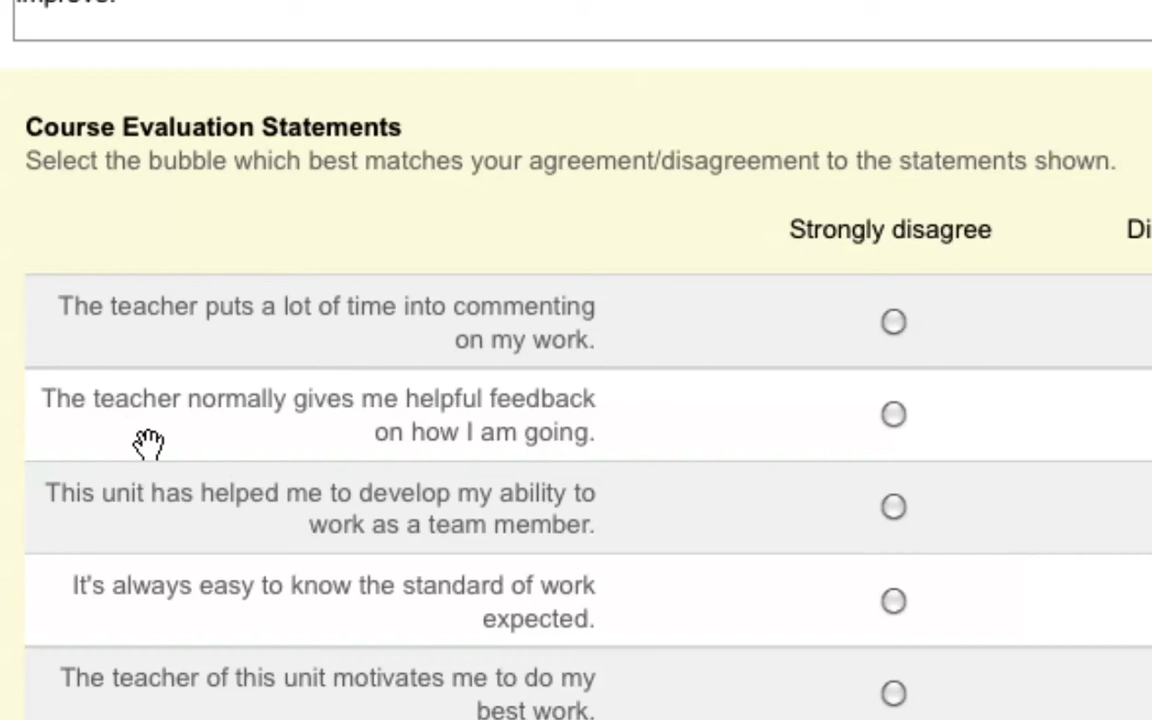 improve.
Course Evaluation Statements
Select the bubble which best matches your agreement/disagreement to the statements shown.
Strongly disagree
The teacher puts a lot of time into commenting
on my work.
The teacher normally gives me helpful feedback
on how I am going.
This unit has helped me to develop my ability to
work as a team member.
It's always easy to know the standard of work
expected.
The teacher of this unit motivates me to do my
best work.